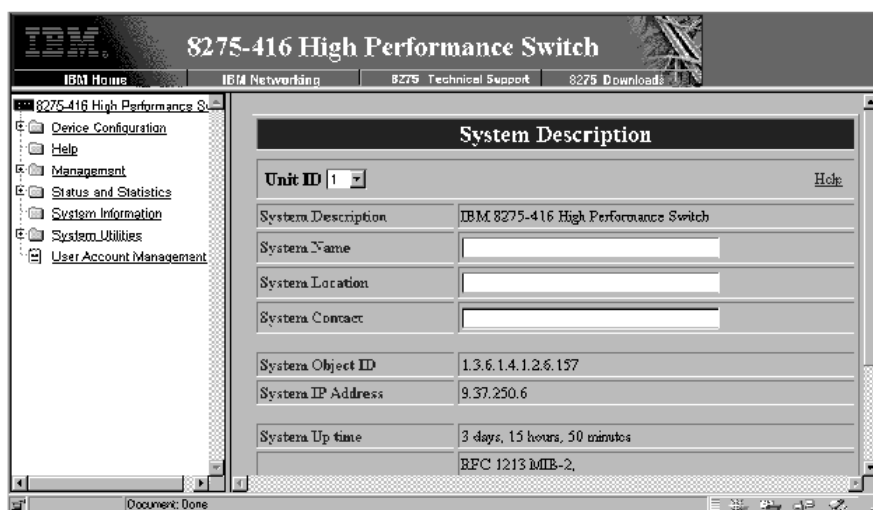 IBM.
8275-416 High Performance Switch
IBM Home IBM Networking 8275 Technical Support 8275 Downloads
8275-416 High Performance S
Device Configuration
Help
Management
Status and Statistics
System Information
System Utilities
User Account Management
System Description
Unit ID 1
Help
System Description IBM 8275-416 High Performance Switch
System Name
System Location
System Contact
System Object ID 1.3.6.1.4.1.2.6.157
System IP Address 9.37.250.6
System Up time 3 days, 15 hours, 50 minutes
RFC 1213 MIB-2,
Document: Done